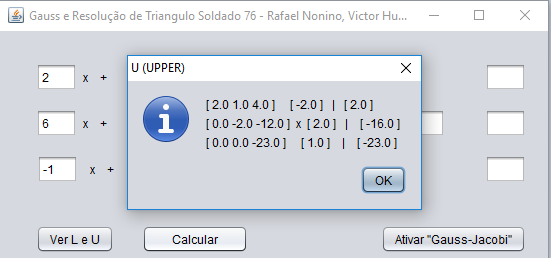 Gauss e Resolução de Triangulo Soldado 76 - Rafael Nonino, Victor Hu...
U (UPPER)
2 x +
[ 2.0 1.0 4.0 ] [ -2.0 ] | [ 2.0 ]
6 x +
[ 0.0 -2.0 -12.0 ] x [ 2.0 ] | [ -16.0 ]
[ 0.0 0.0 -23.0 ] [ 1.0 ] | [ -23.0 ]
-1 x +
OK
Ver L e U Calcular Ativar "Gauss-Jacobi"